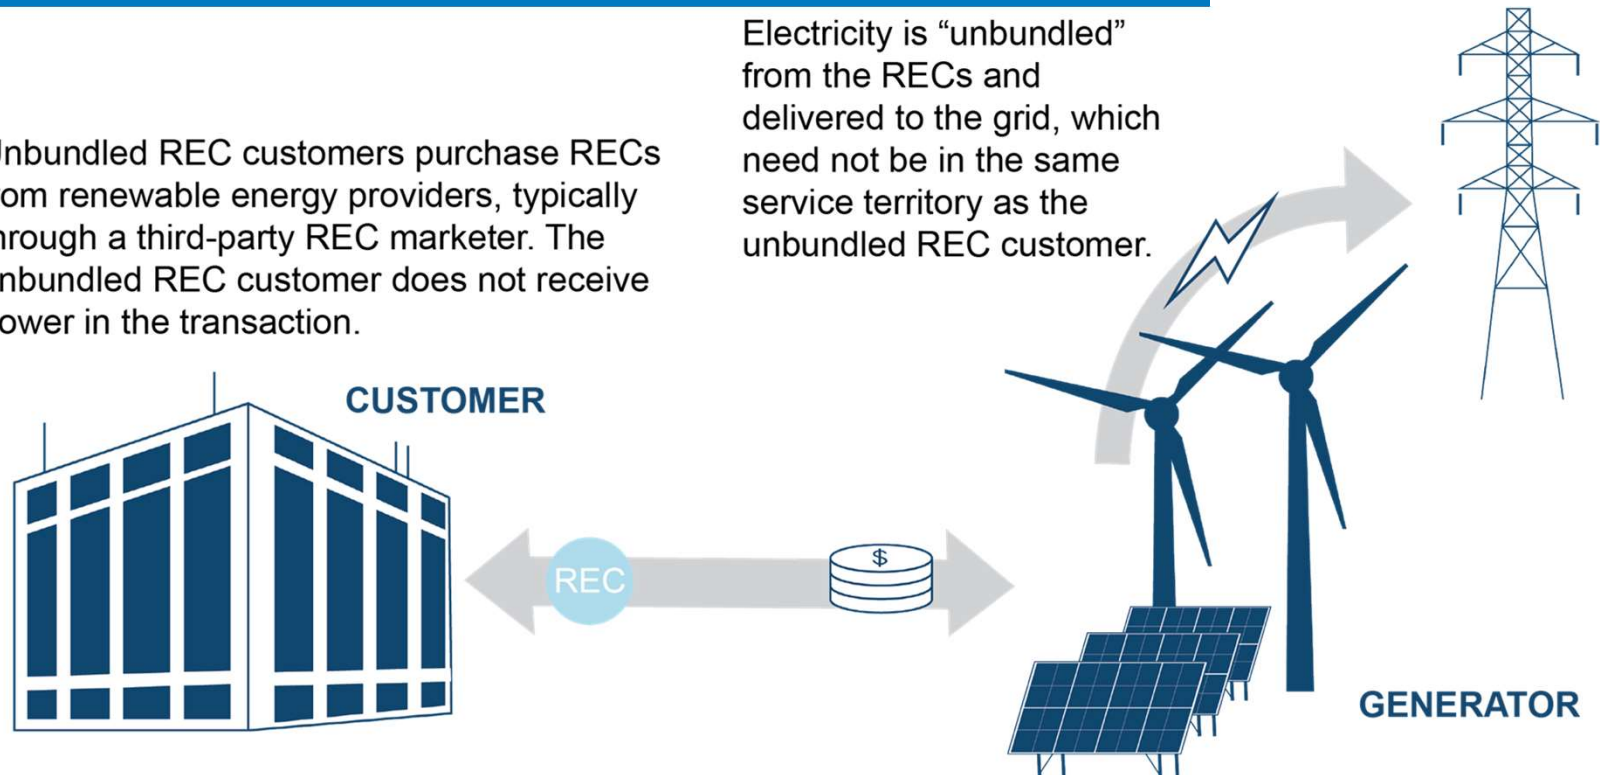 Electricity is “unbundled”
from the RECs and
delivered to the grid, which
need not be in the same
service territory as the
unbundled REC customer.
Unbundled REC customers purchase RECs
om renewable energy providers, typically
hrough a third-party REC marketer. The
nbundled REC customer does not receive
ower in the transaction.
CUSTOMER
REC
$
GENERATOR